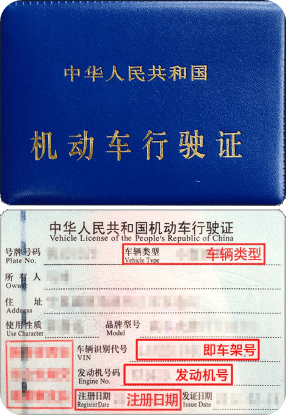 中华人民共和国
机动车行驶证
中华人民共和国机动车行驶证
Vehicle License of the People's Republic of China
号牌号码 车辆类型 车辆类型
Plate No. Vehicle Type
所有人
Owner
住址
Address
使用性质 品牌型号
Use Character Model
车辆识别代号 即车架号
VIN
发动机号码 发动机号
Engine No.
注册日期 注册日期 发证日期
Register Date Issue Date